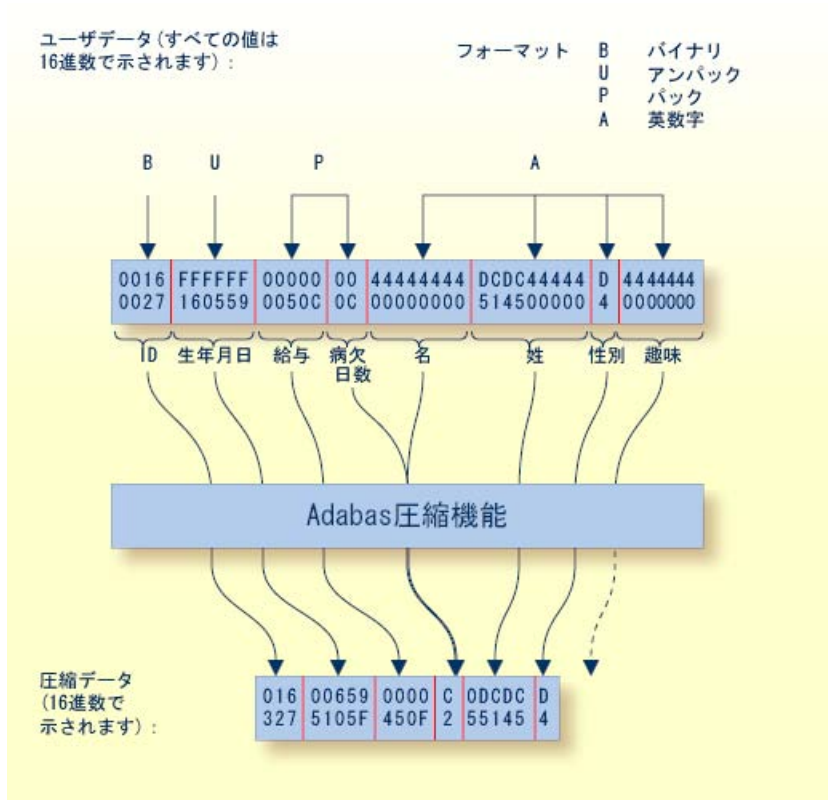 ユーザデータ(すべての値は
16進数で示されます):
フォーマット B バイナリ
U アンパック
P パック
A 英数字
B U P A
0016 FFFFFF 00000 00 44444444 DCDC44444 D 4444444
0027 160559 0050C 0C 00000000 514500000 4 0000000
ID 生年月日 給与 病欠 名 姓 性別 趣味
日数
Adabas圧縮機能
圧縮データ
(16進数で
示されます):
016 00659 0000 C 0DCDC D
327 5105F 450F 2 55145 4